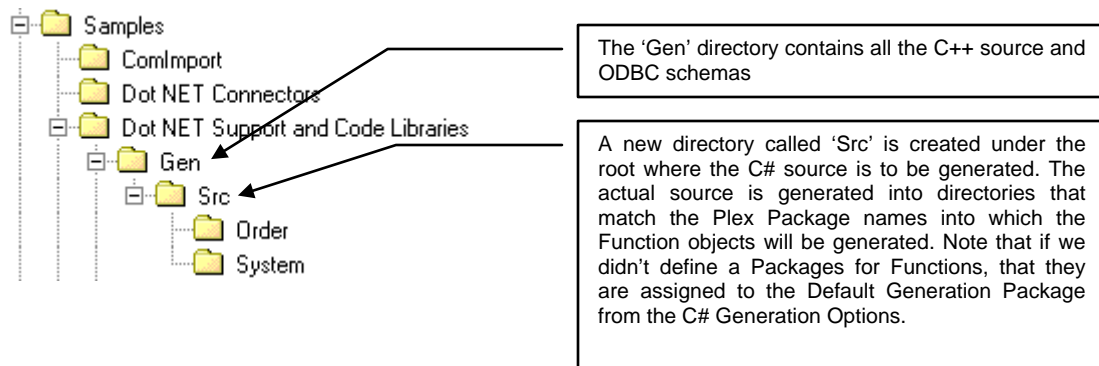 Samples
ComImport
Dot NET Connectors
Dot NET Support and Code Libraries
Gen
Src
Order
System
The ‘Gen’ directory contains all the C++ source and
ODBC schemas
A new directory called ‘Src’ is created under the
root where the C# source is to be generated. The
actual source is generated into directories that
match the Plex Package names into which the
Function objects will be generated. Note that if we
didn’t define a Packages for Functions, that they
are assigned to the Default Generation Package
from the C# Generation Options.